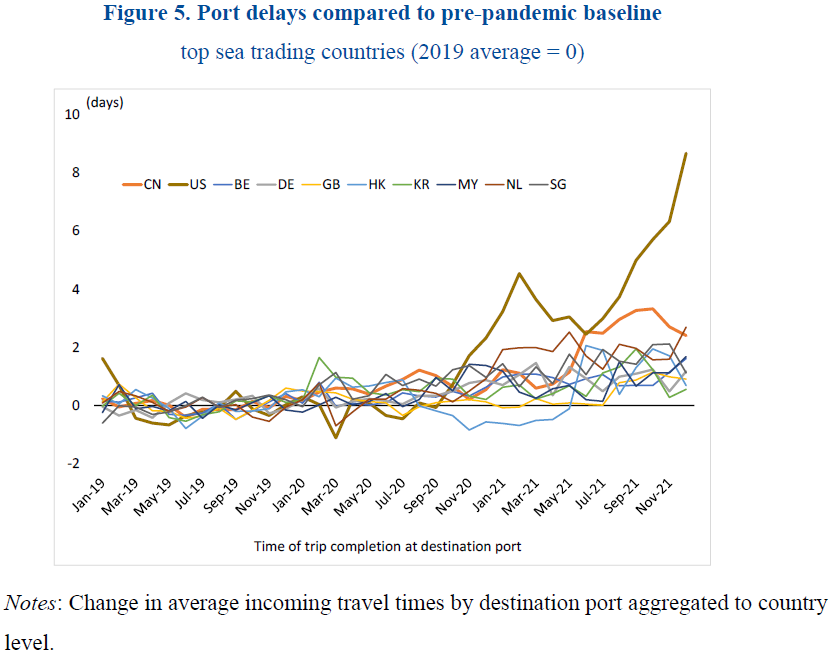 Figure 5. Port delays compared to pre-pandemic baseline
top sea trading countries (2019 average = 0)
(days)
10
8
CN US BE DE GB HK KR MY NL SG
6
4
2
0
-2
Jan-19 Mar-19 May-19 Jul-19 Sep-19 Nov-19 Jan-20 Mar-20 May-20 Jul-20 Sep-20 Nov-20 Jan-21 Mar-21 May-21 Jul-21 Sep-21 Nov-21
Time of trip completion at destination port
Notes: Change in average incoming travel times by destination port aggregated to country
level.